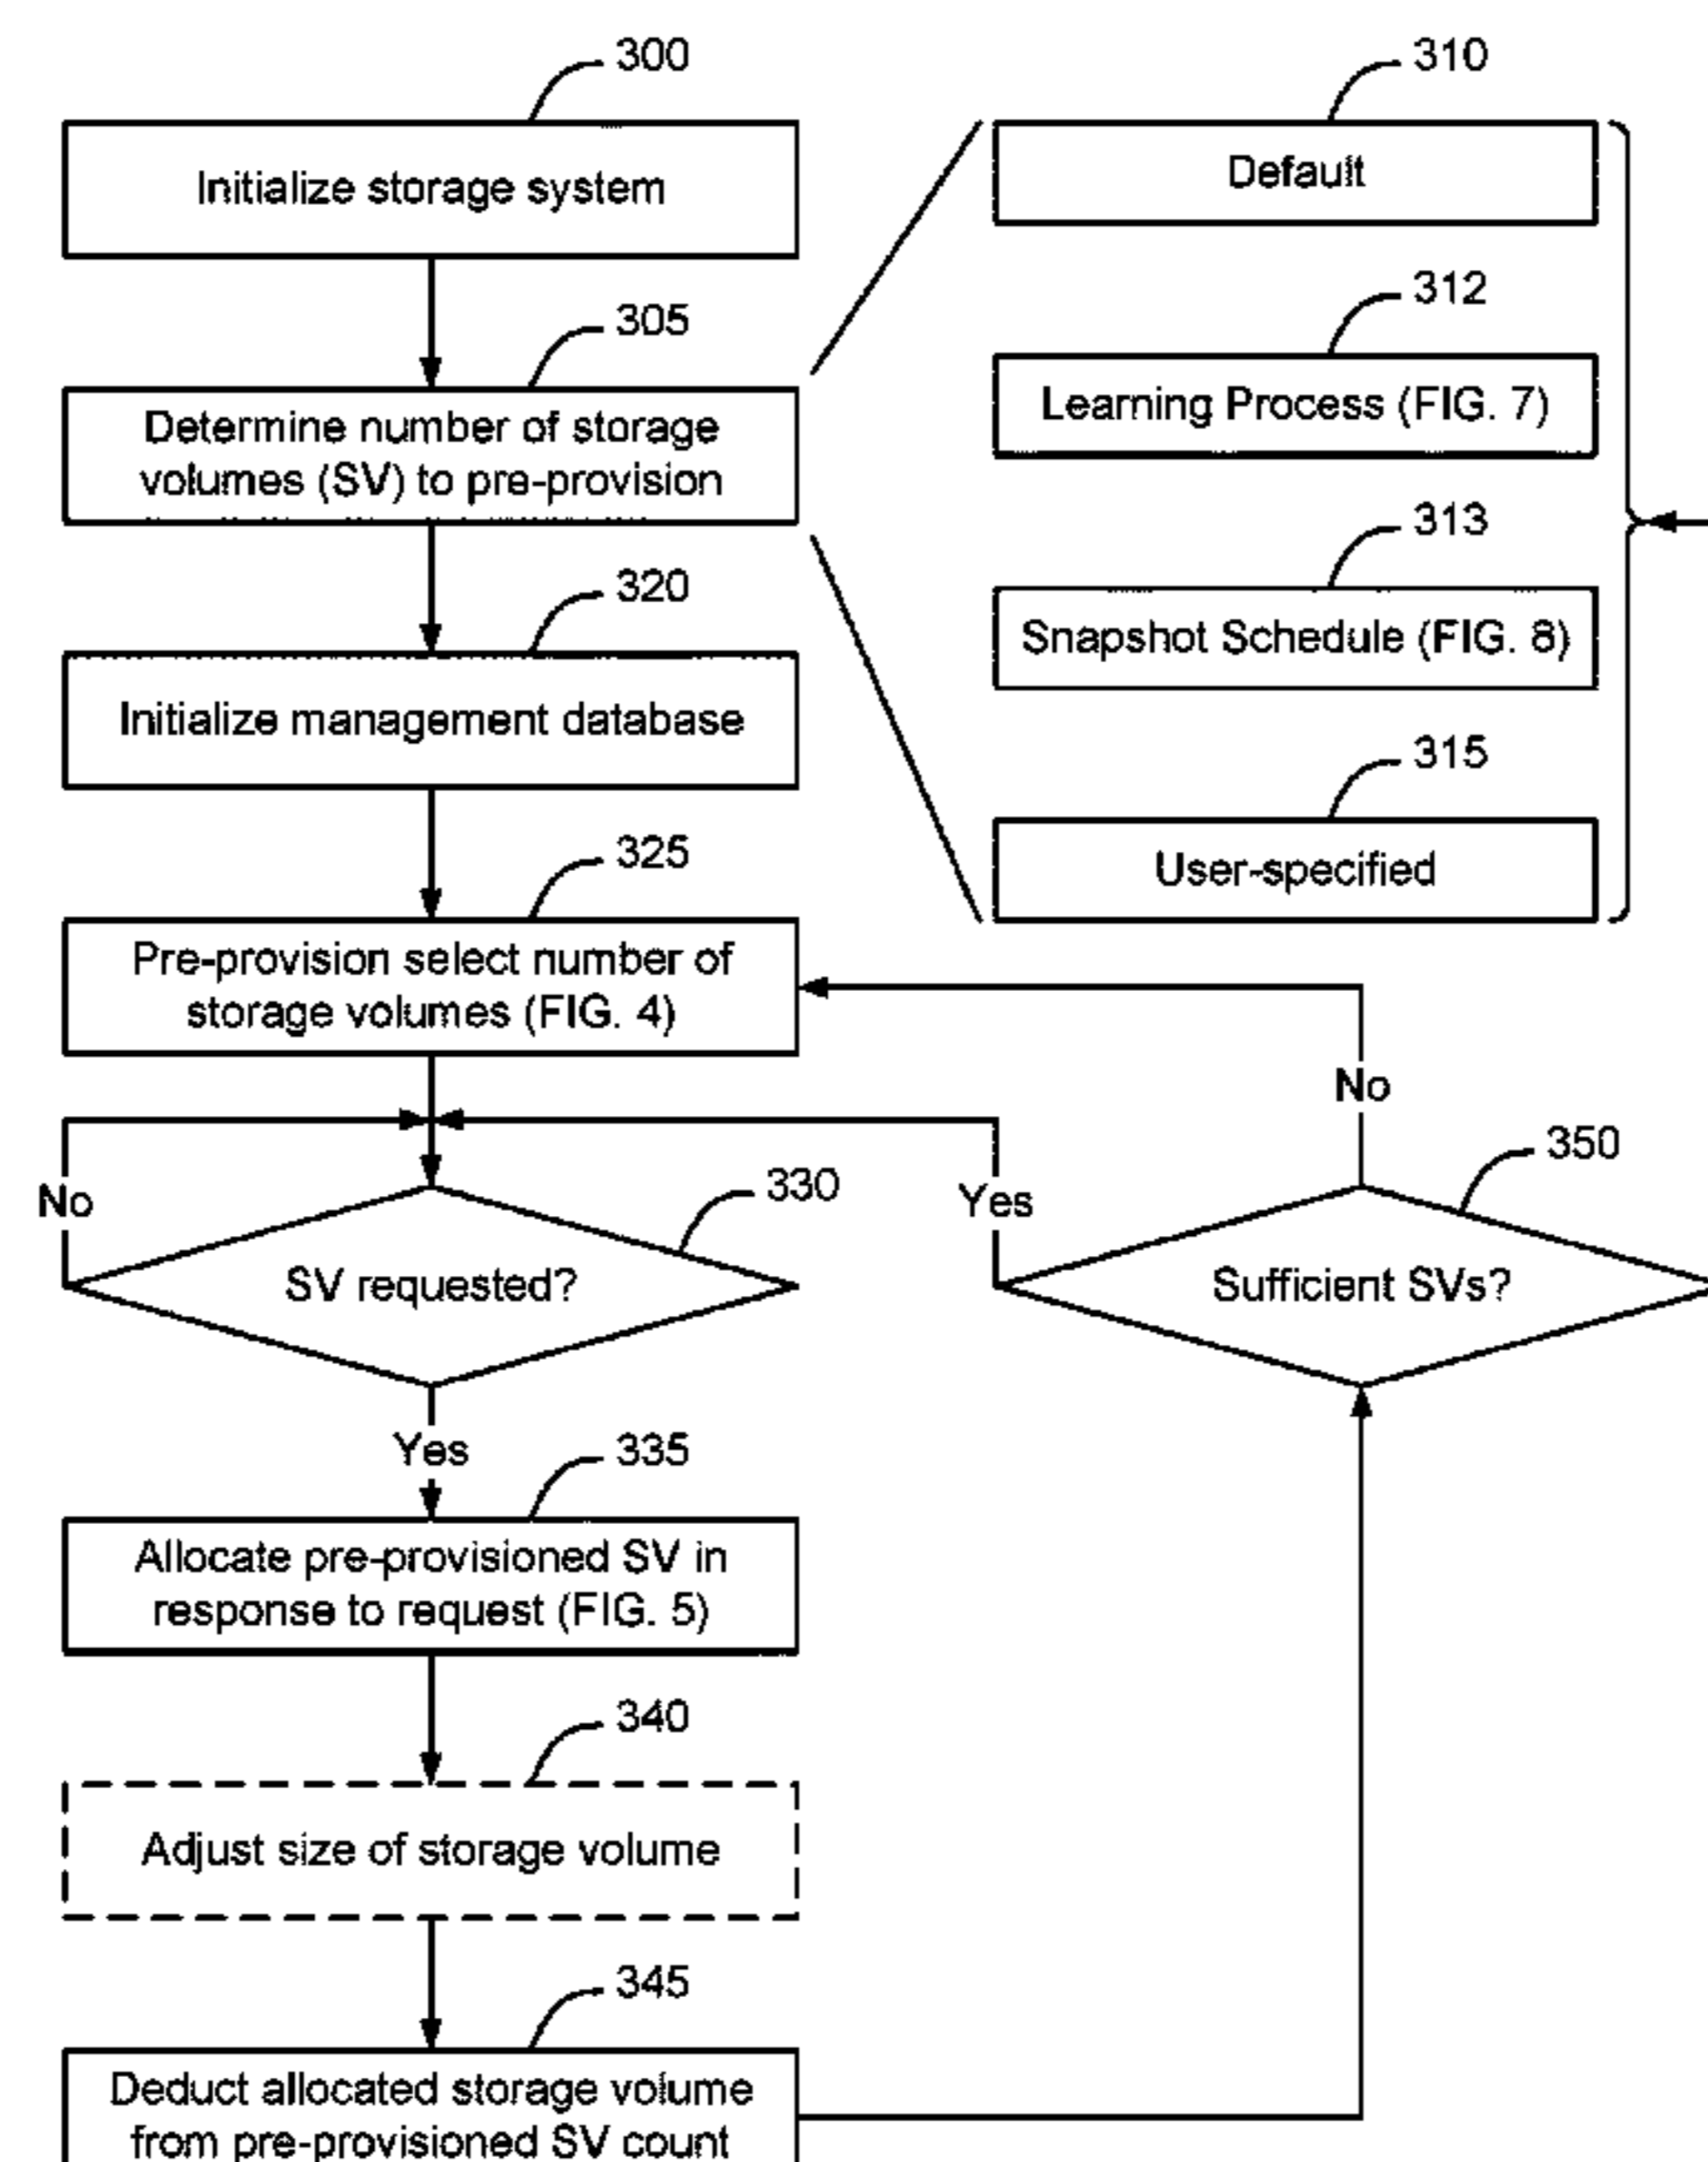 300
Initialize storage system
305
Determine number of storage
volumes (SV) to pre-provision
310
Default
312
Learning Process (FIG. 7)
313
Snapshot Schedule (FIG. 8)
315
User-specified
320
Initialize management database
325
Pre-provision select number of
storage volumes (FIG. 4)
330
SV requested?
No
Yes
335
Allocate pre-provisioned SV in
response to request (FIG. 5)
340
Adjust size of storage volume
345
Deduct allocated storage volume
from pre-provisioned SV count
350
Sufficient SVs?
Yes
No